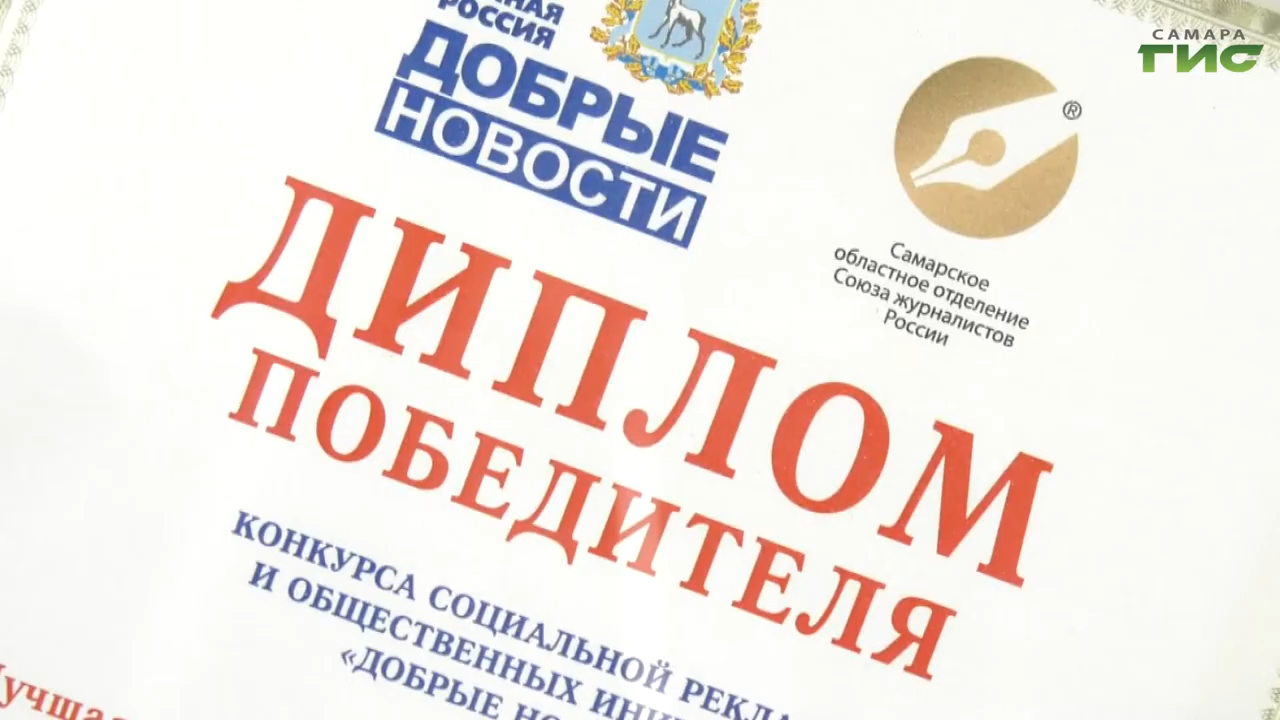 РОССИЯ
ДОБРЫЕ
НОВОСТИ
САМАРА
ГИС
®
Самарское
областное отделение
Союза журналистов
России
ДИПЛОМ
ПОБЕДИТЕЛЯ
КОНКУРСА СОЦИАЛЬНОЙ
И ОБЩЕСТВЕННЫХ
«ДОБРЫЕ